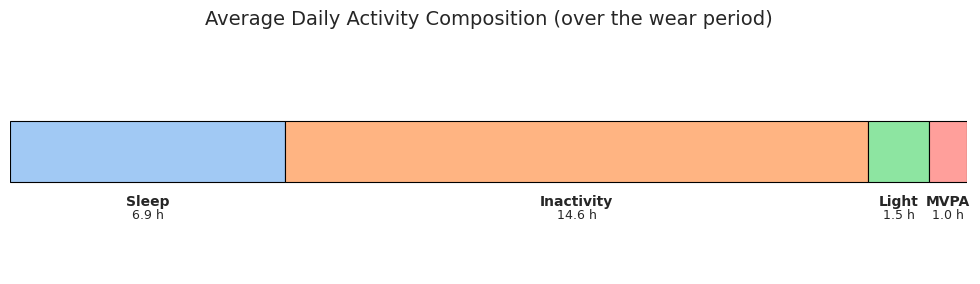 Average Daily Activity Composition (over the wear period)
Sleep Inactivity Light MVPA
6.9 h 14.6 h 1.5 h 1.0 h